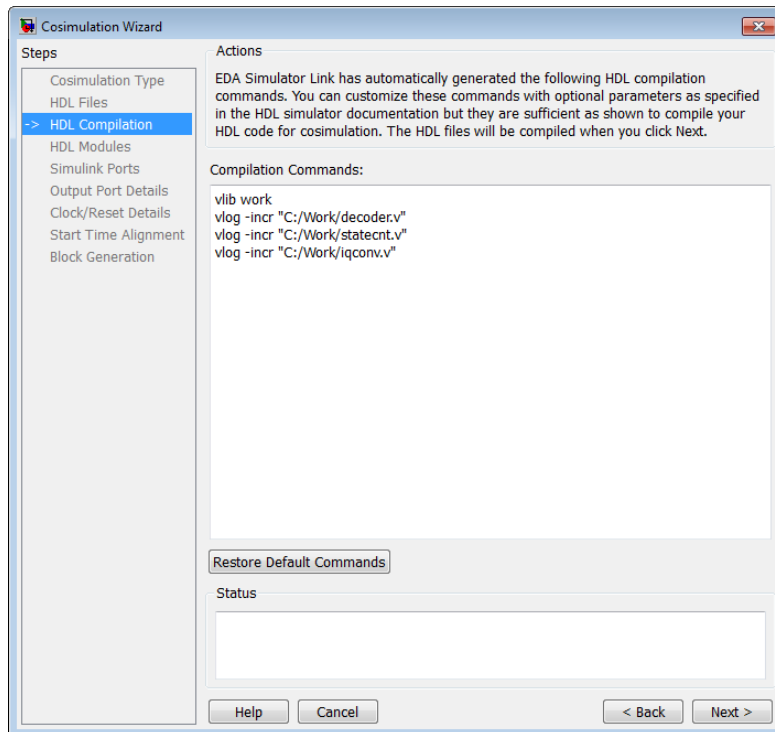 Cosimulation Wizard
Steps
Cosimulation Type
HDL Files
-> HDL Compilation
HDL Modules
Simulink Ports
Output Port Details
Clock/Reset Details
Start Time Alignment
Block Generation
Actions
EDA Simulator Link has automatically generated the following HDL compilation
commands. You can customize these commands with optional parameters as specified
in the HDL simulator documentation but they are sufficient as shown to compile your
HDL code for cosimulation. The HDL files will be compiled when you click Next.
Compilation Commands:
vlib work
vlog -incr "C:/Work/decoder.v"
vlog -incr "C:/Work/statecnt.v"
vlog -incr "C:/Work/iqconv.v"
Restore Default Commands
Status
Help
Cancel
< Back
Next >